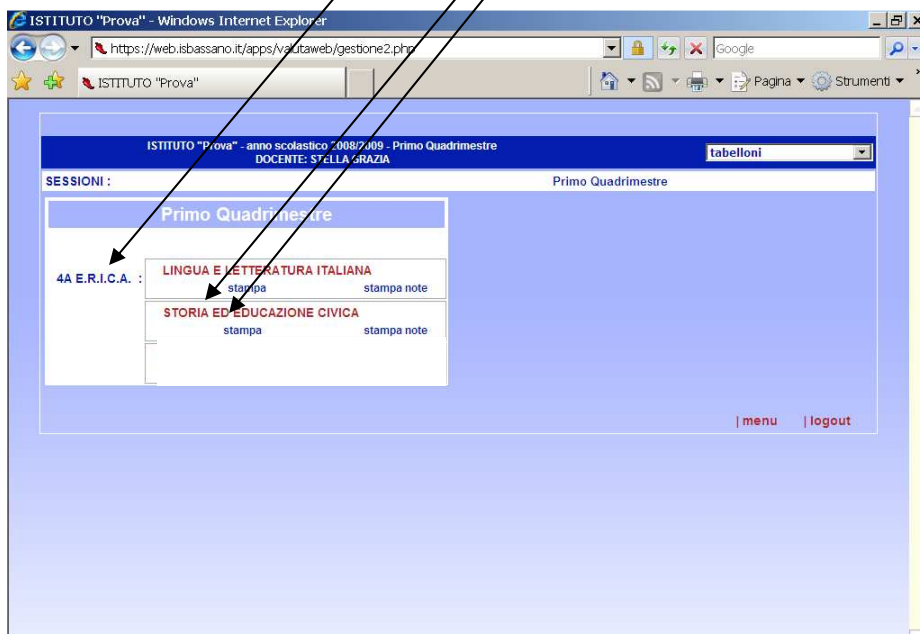 ISTITUTO "Prova" - Windows Internet Explorer
https://web.isbassano.it/apps/valutaweb/gestione2.php
Google
ISTITUTO "Prova"
Pagina
Strumenti
ISTITUTO "Prova" - anno scolastico 2008/2009 - Primo Quadrimestre
DOCENTE: STELLA GRAZIA
tabelloni
SESSIONI :
Primo Quadrimestre
Primo Quadrimestre
4A E.R.I.C.A. :
LINGUA E LETTERATURA ITALIANA
stampa stampa note
STORIA ED EDUCAZIONE CIVICA
stampa stampa note
| menu | logout